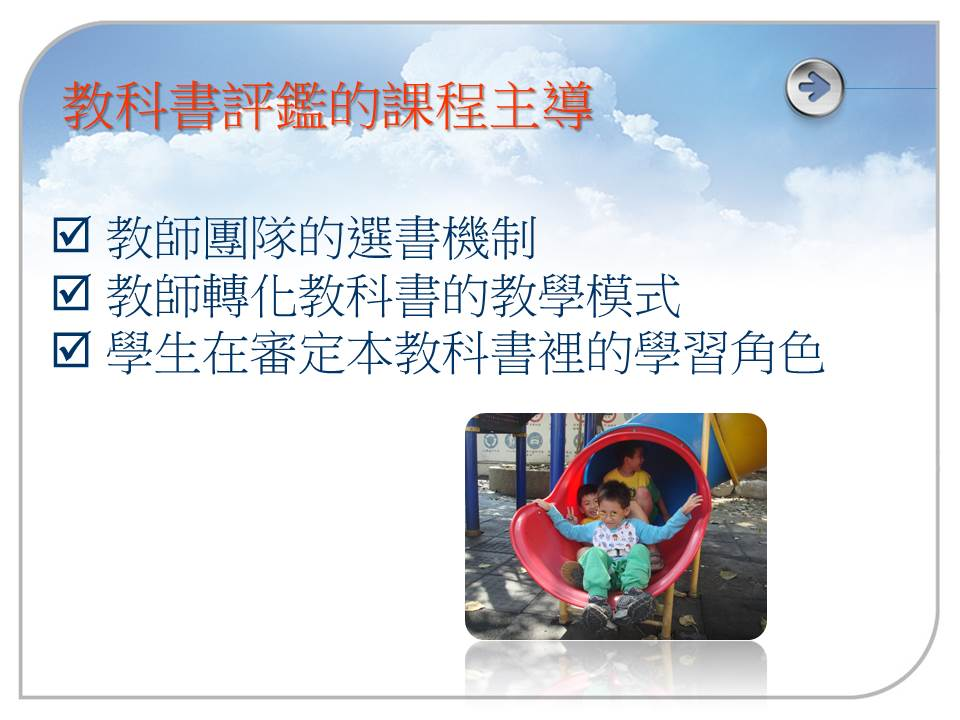 教科書評鑑的課程主導
教師團隊的選書機制
教師轉化教科書的教學模式
學生在審定本教科書裡的學習角色